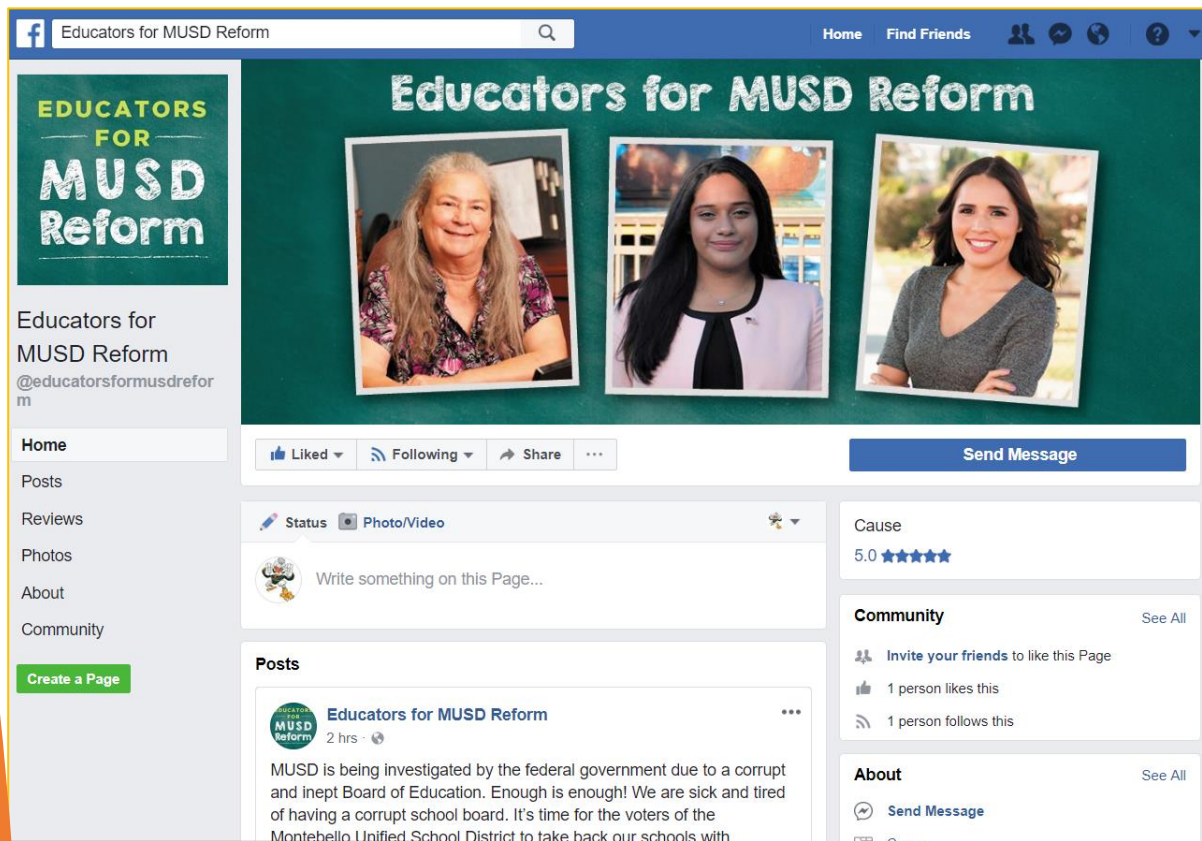 Educators for MUSD Reform
Home Find Friends
EDUCATORS
FOR
MUSD
Reform
Educators for MUSD Reform
Educators for
MUSD Reform
@educatorsformusdrefor
m
Home
Posts
Reviews
Photos
About
Community
Create a Page
Liked Following Share ...
Send Message
Status Photo/Video
Write something on this Page...
Posts
EDUCATORS
FOR
MUSD
Reform
Educators for MUSD Reform
2 hrs ·
MUSD is being investigated by the federal government due to a corrupt
and inept Board of Education. Enough is enough! We are sick and tired
of having a corrupt school board. It's time for the voters of the
Montebello Unified School District to take back our schools with
Cause
5.0
Community See All
Invite your friends to like this Page
1 person likes this
1 person follows this
About See All
Send Message